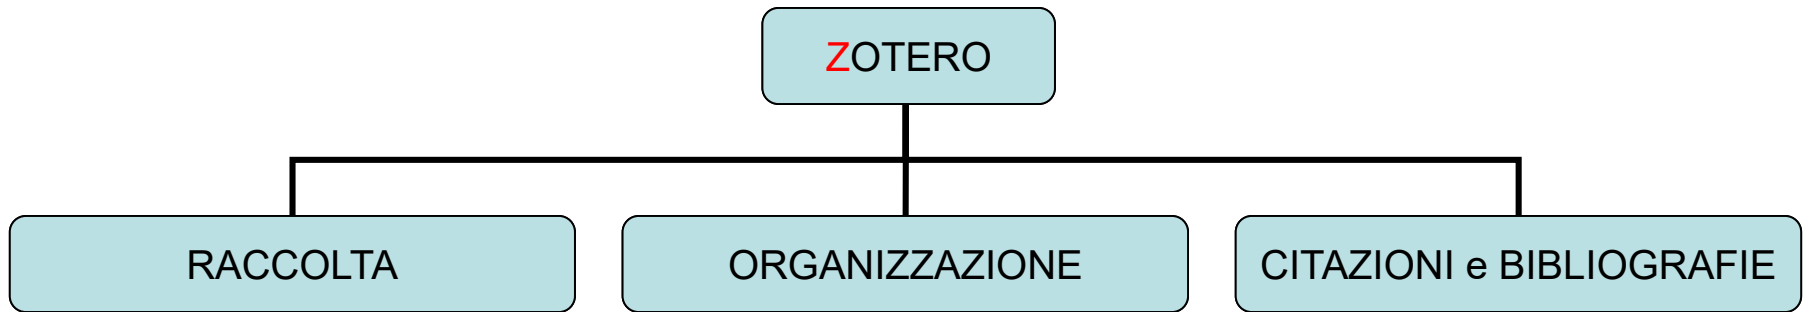 ZOTERO
RACCOLTA
ORGANIZZAZIONE
CITAZIONI e BIBLIOGRAFIE